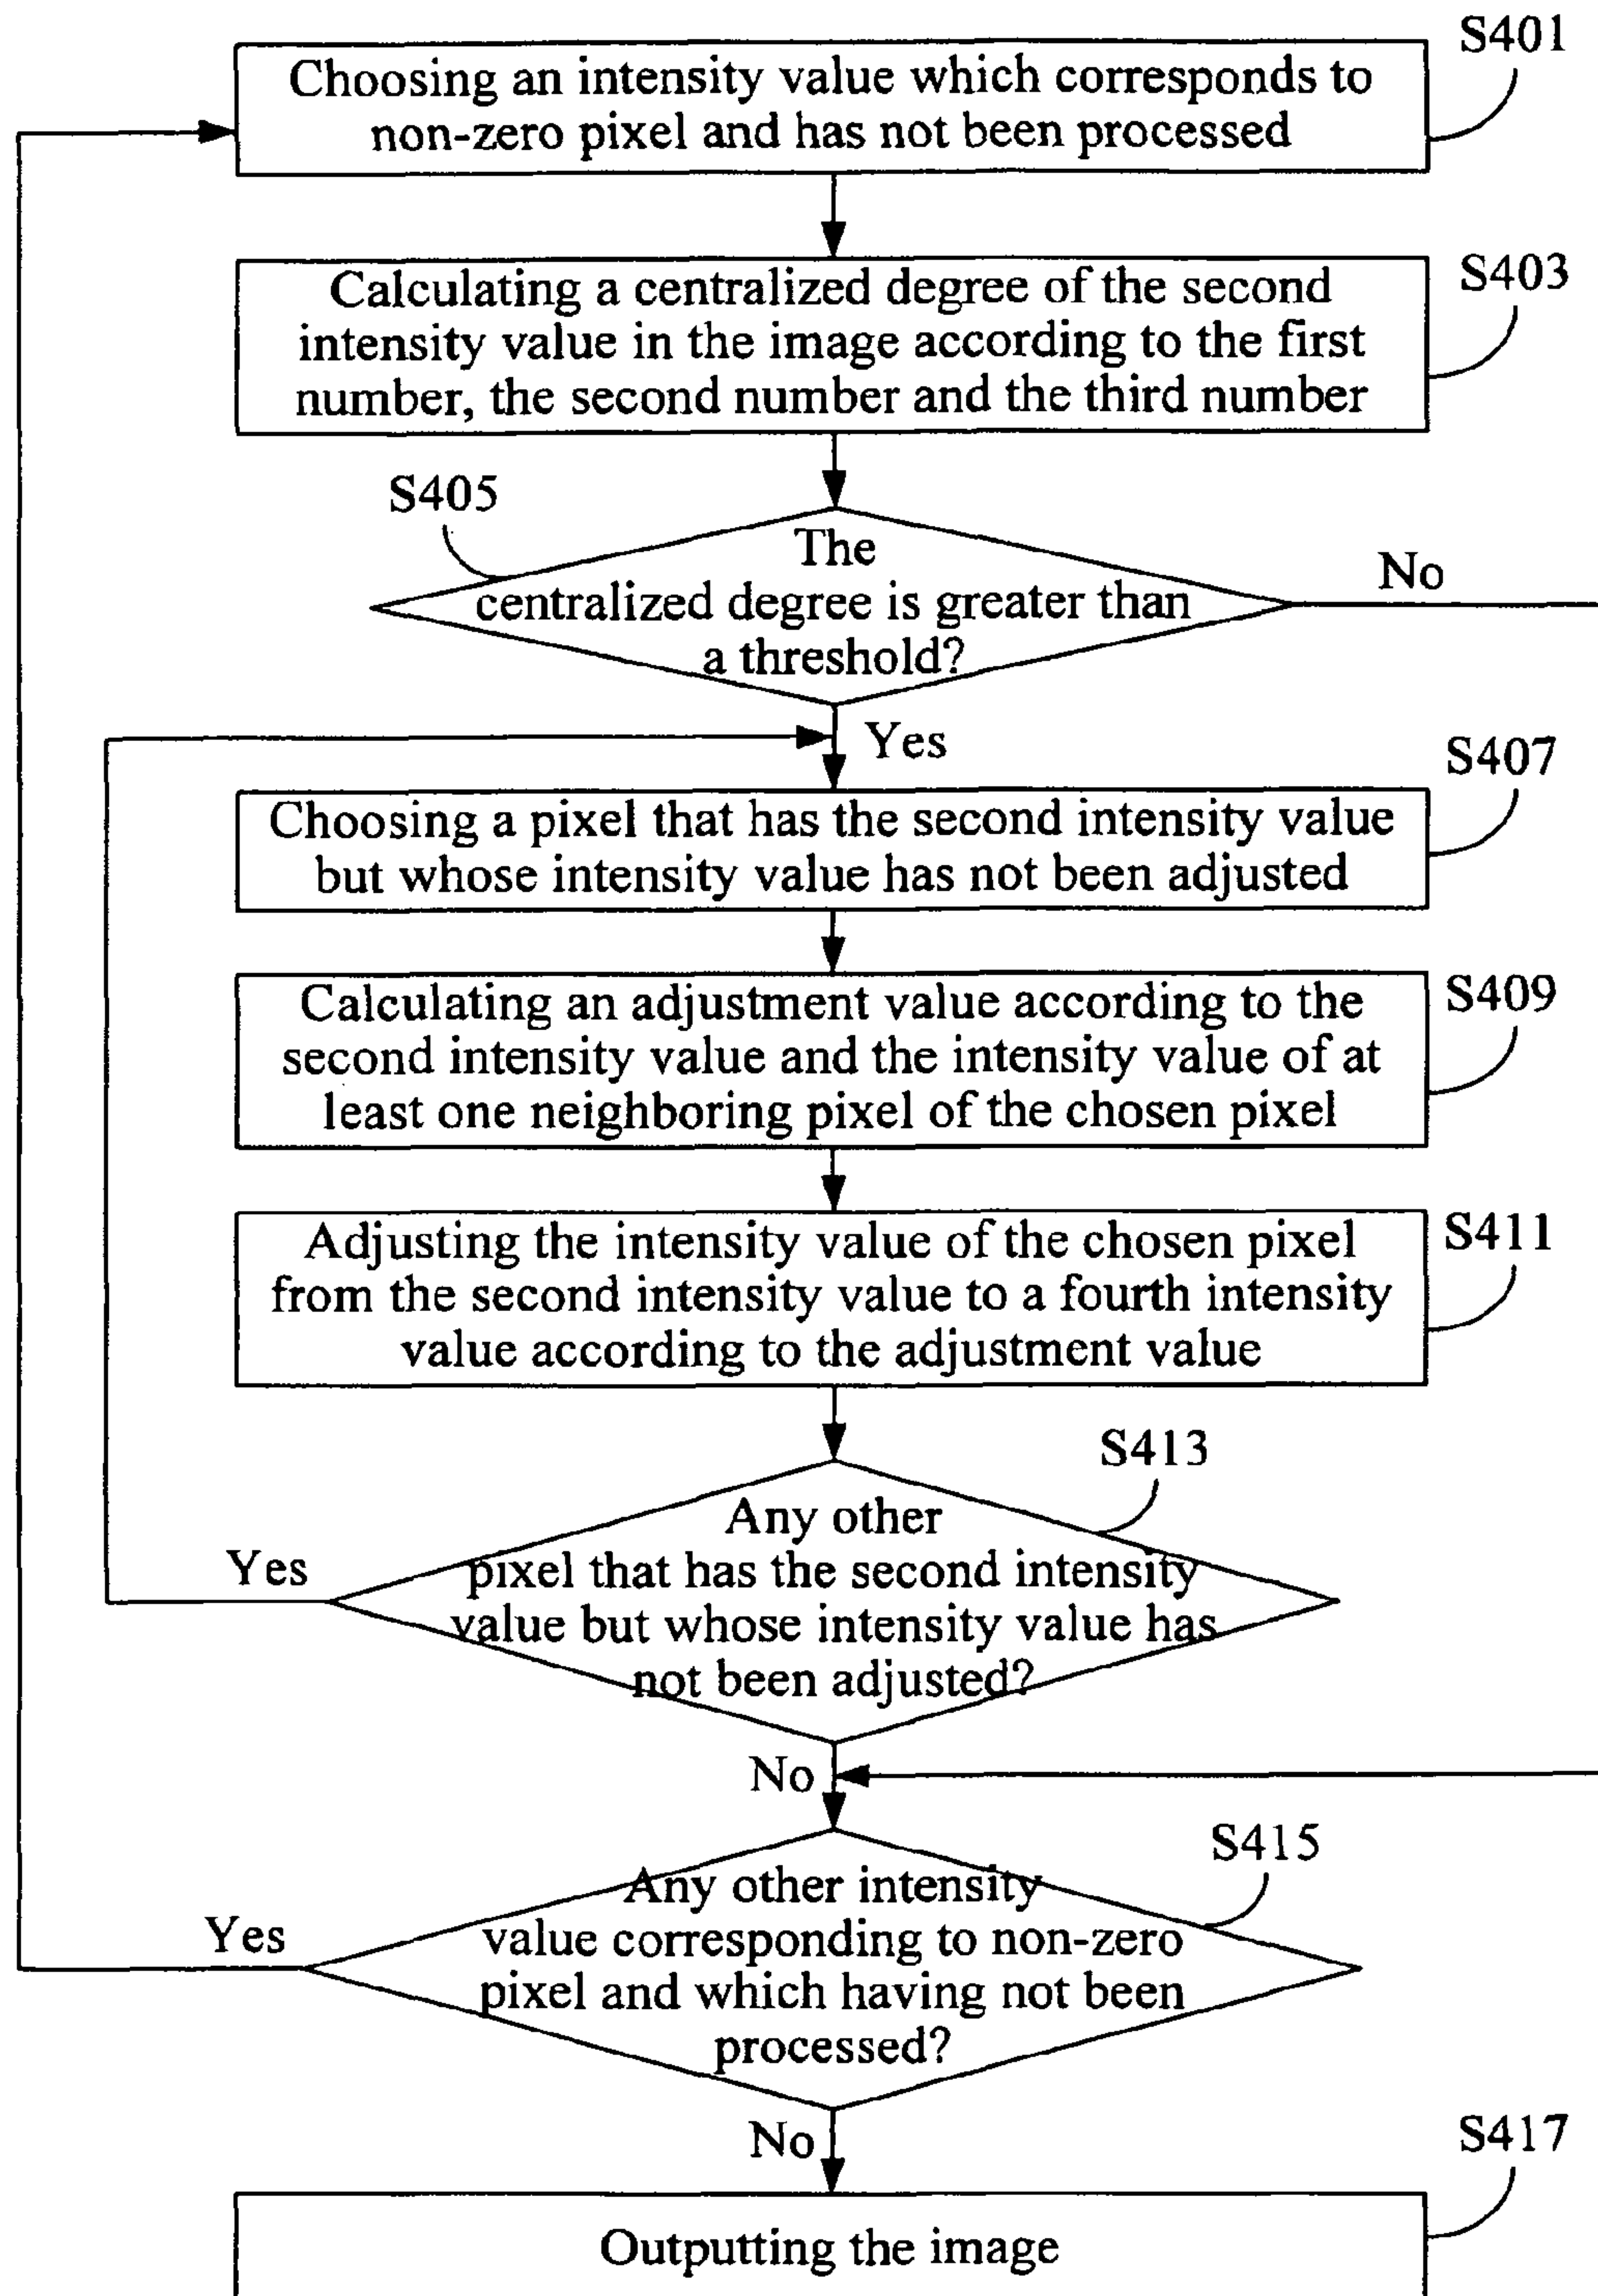 S401
Choosing an intensity value which corresponds to
non-zero pixel and has not been processed
S403
Calculating a centralized degree of the second
intensity value in the image according to the first
number, the second number and the third number
S405
The
centralized degree is greater than
a threshold?
No
Yes
S407
Choosing a pixel that has the second intensity value
but whose intensity value has not been adjusted
S409
Calculating an adjustment value according to the
second intensity value and the intensity value of at
least one neighboring pixel of the chosen pixel
S411
Adjusting the intensity value of the chosen pixel
from the second intensity value to a fourth intensity
value according to the adjustment value
S413
Any other
pixel that has the second intensity
value but whose intensity value has
not been adjusted?
Yes
No
S415
Any other intensity
value corresponding to non-zero
pixel and which having not been
processed?
Yes
No
S417
Outputting the image